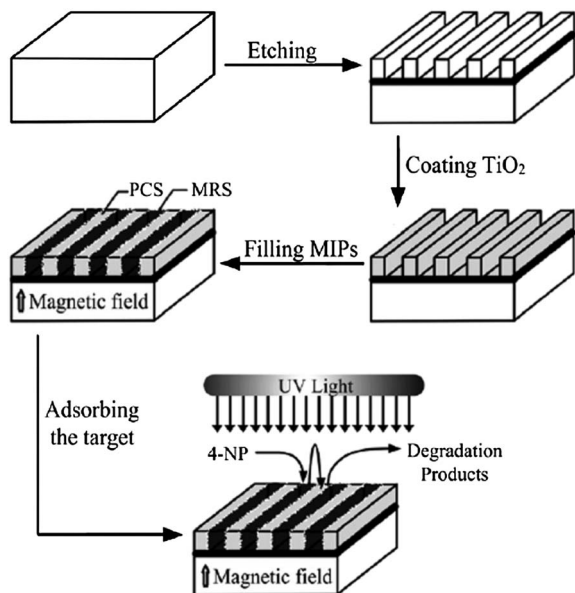 Etching
Coating TiO₂
PCS
MRS
Filling MIPs
Magnetic field
Adsorbing
the target
UV Light
4-NP
Degradation
Products
Magnetic field